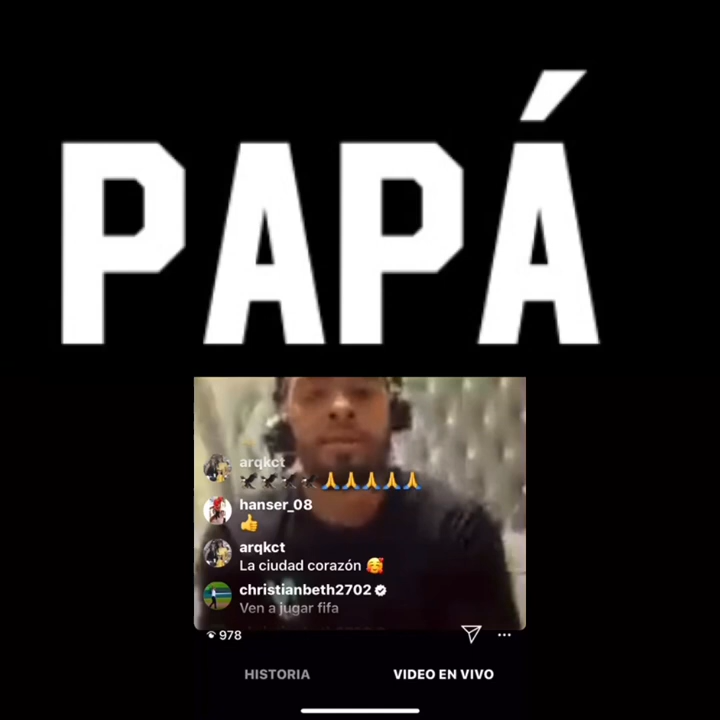 PAPÁ
arqkct
🦅🦅🦅🦅🙏🙏🙏🙏🙏
hanser_08
👍
arqkct
La ciudad corazón 🥰
christianbeth2702
Ven a jugar fifa
978
HISTORIA
VIDEO EN VIVO